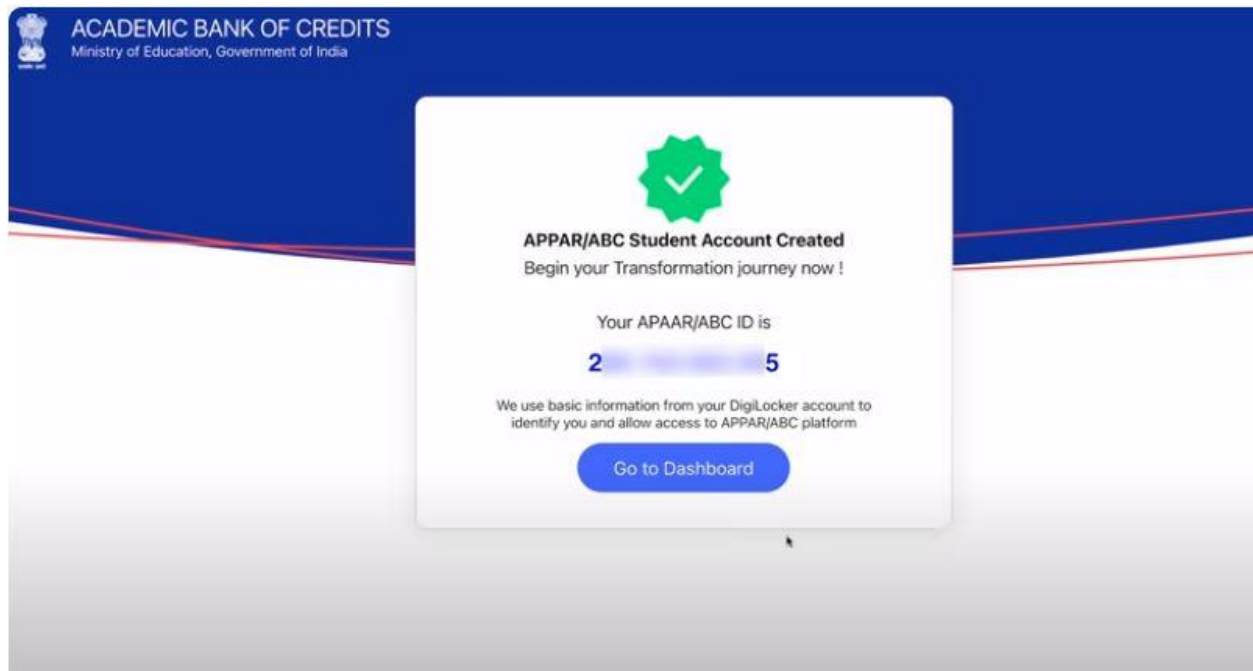 ACADEMIC BANK OF CREDITS
Ministry of Education, Government of India
APPAR/ABC Student Account Created
Begin your Transformation journey now !
Your APAAR/ABC ID is
2 5
We use basic information from your DigiLocker account to
identify you and allow access to APPAR/ABC platform
Go to Dashboard